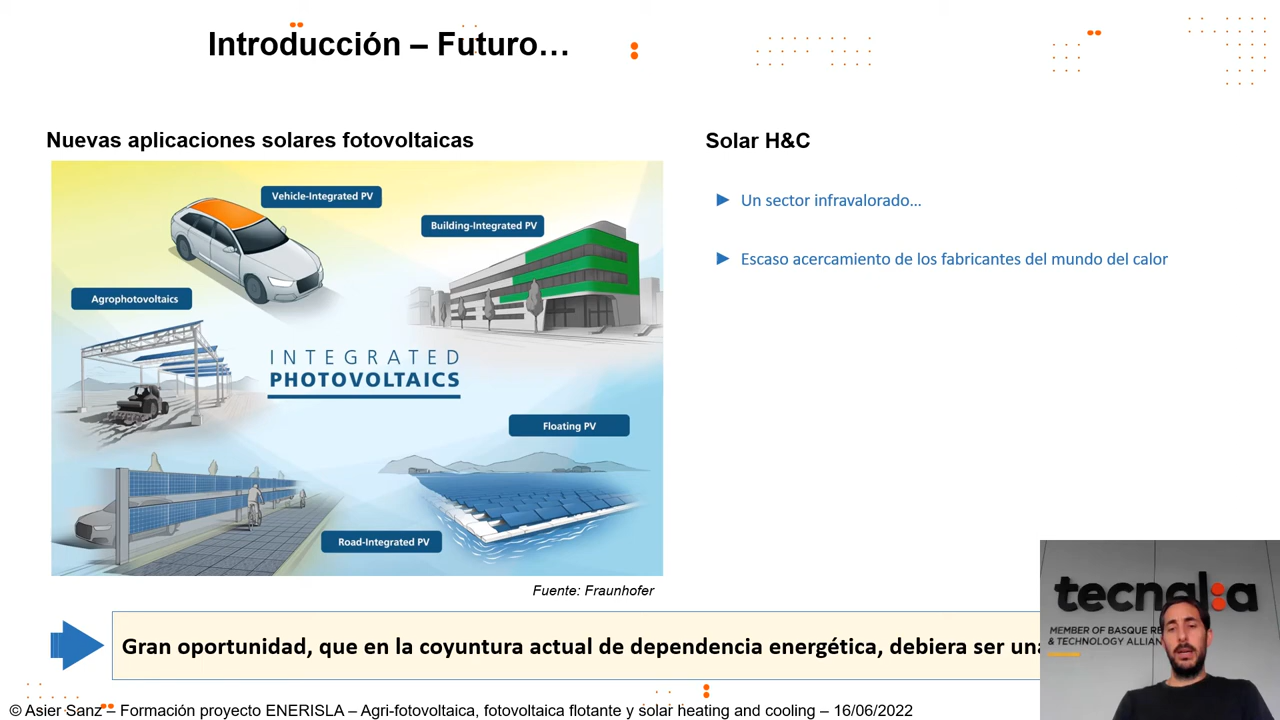 Introducción – Futuro…
Nuevas aplicaciones solares fotovoltaicas
Vehicle-Integrated PV
Building-Integrated PV
Agrophotovoltaics
INTEGRATED
PHOTOVOLTAICS
Floating PV
Road-Integrated PV
Fuente: Fraunhofer
Solar H&C
Un sector infravalorado...
Escaso acercamiento de los fabricantes del mundo del calor
Gran oportunidad, que en la coyuntura actual de dependencia energética, debiera ser una
tecnalia
MEMBER OF BASQUE RE
& TECHNOLOGY ALLIAN
© Asier Sanz – Formación proyecto ENERISLA – Agri-fotovoltaica, fotovoltaica flotante y solar heating and cooling – 16/06/2022